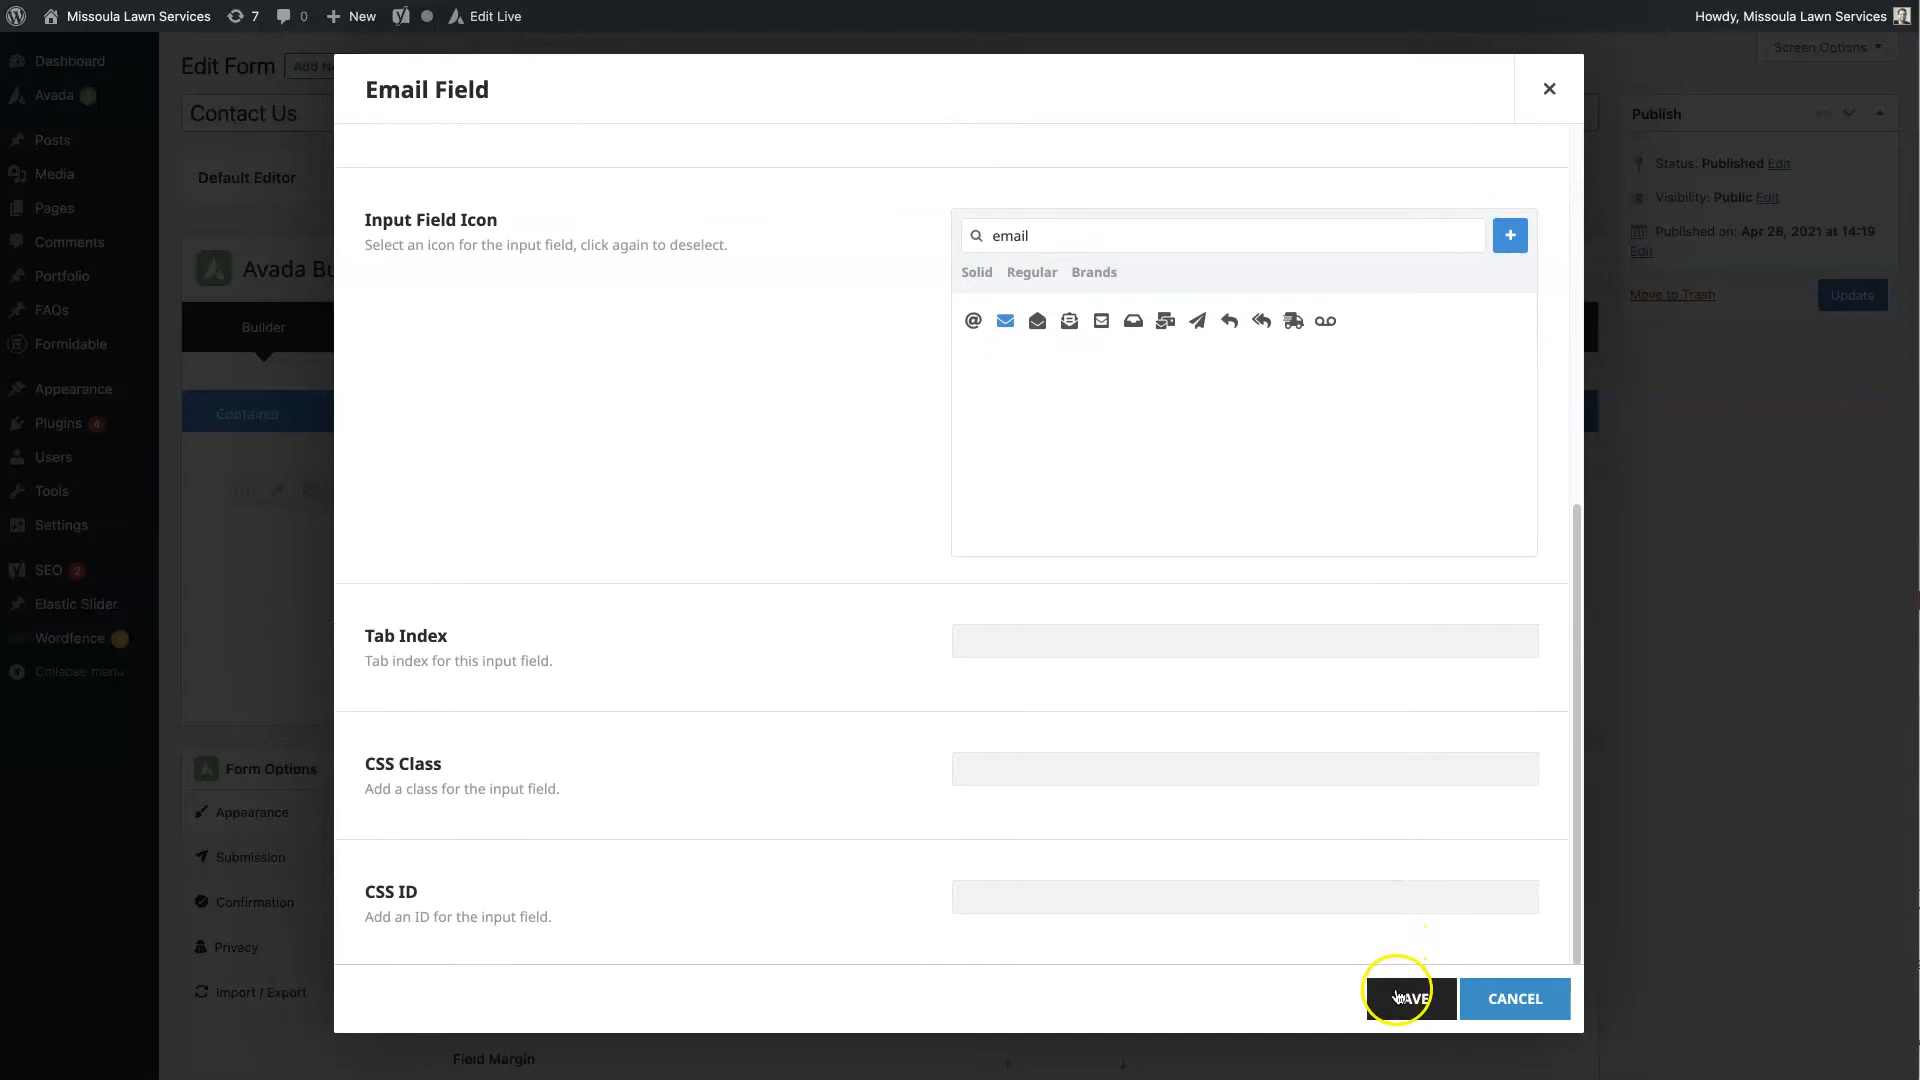 Missoula Lawn Services 7 0 New Edit Live Howdy, Missoula Lawn Services
Screen Options
Dashboard
Avada
Posts
Media
Pages
Comments
Portfolio
FAQs
Formidable
Appearance
Plugins 4
Users
Tools
Settings
SEO 2
Elastic Slider
Wordfence
Collapse menu
Edit Form
Contact Us
Default Editor
Builder
Container
Form Options
Appearance
Submission
Confirmation
Privacy
Import / Export
Email Field
Input Field Icon
Select an icon for the input field, click again to deselect.
email
Solid Regular Brands
Tab Index
Tab index for this input field.
CSS Class
Add a class for the input field.
CSS ID
Add an ID for the input field.
CANCEL
Field Margin
Publish
Status: Published Edit
Visibility: Public Edit
Published on: Apr 28, 2021 at 14:19
Edit
Move to Trash
Update